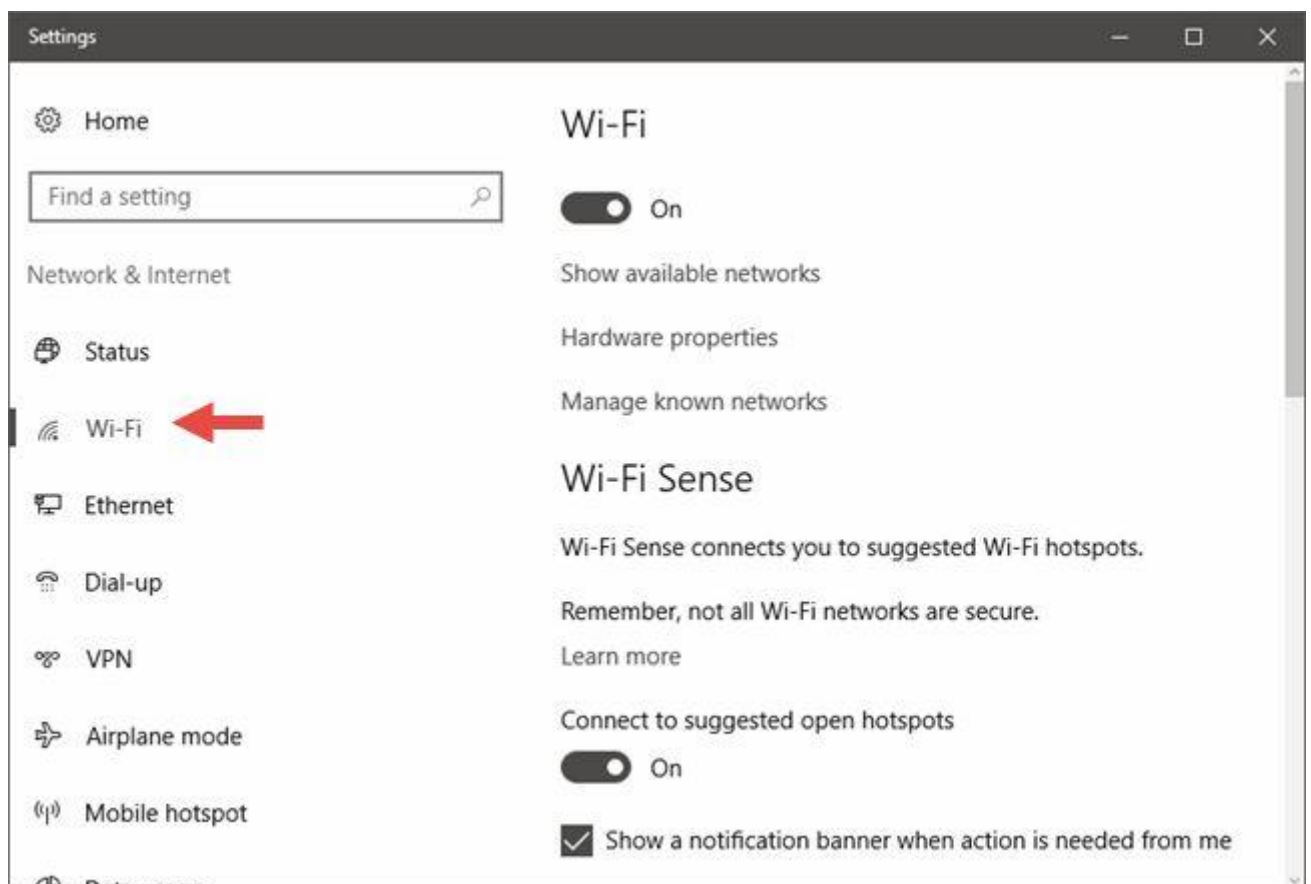 Settings
Home
Find a setting
Network & Internet
Status
Wi-Fi
Ethernet
Dial-up
VPN
Airplane mode
Mobile hotspot
Wi-Fi
On
Show available networks
Hardware properties
Manage known networks
Wi-Fi Sense
Wi-Fi Sense connects you to suggested Wi-Fi hotspots.
Remember, not all Wi-Fi networks are secure.
Learn more
Connect to suggested open hotspots
On
Show a notification banner when action is needed from me